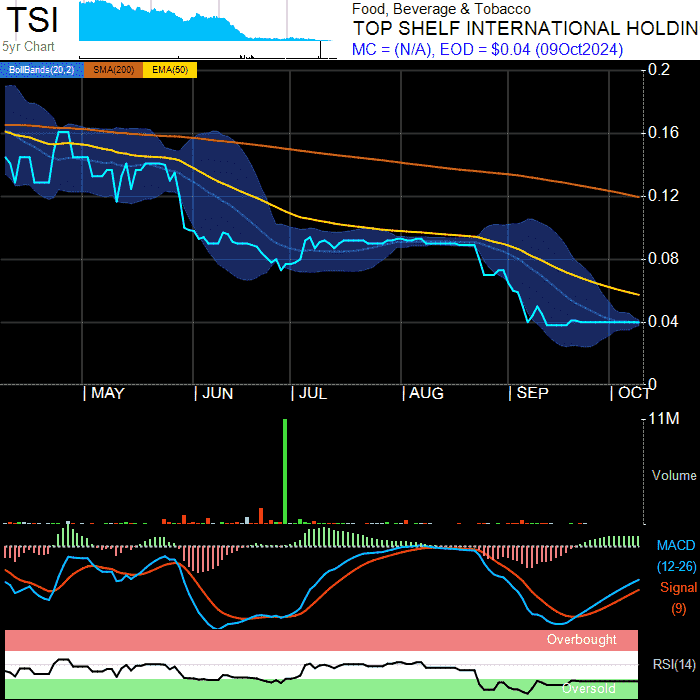 TSI
5yr Chart
Food, Beverage & Tobacco
TOP SHELF INTERNATIONAL HOLDIN
MC = (N/A), EOD = $0.04 (09Oct2024)
BollBands(20,2) SMA(200) EMA(50)
0.2
0.16
0.12
0.08
0.04
0
MAY JUN JUL AUG SEP OCT
11M
Volume
MACD
(12-26)
Signal
(9)
Overbought
RSI(14)
Oversold